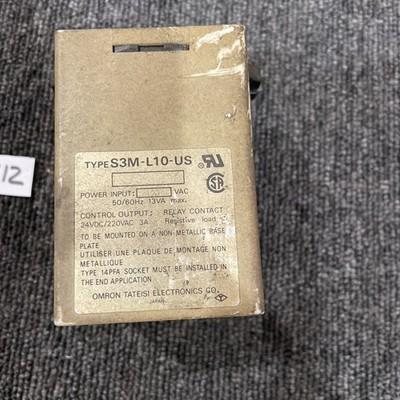 TYPE S3M-L10-US
POWER INPUT: VAC
50/60Hz 13VA max.
CONTROL OUTPUT: RELAY CONTACT
24VDC/220VAC 3A Resistive load
TO BE MOUNTED ON A NON-METALLIC BASE
PLATE
UTILISER UNE PLAQUE DE MONTAGE NON
METALLIQUE
TYPE 14PFA SOCKET MUST BE INSTALLED IN
THE END APPLICATION
OMRON TATEISI ELECTRONICS CO.
JAPAN
12